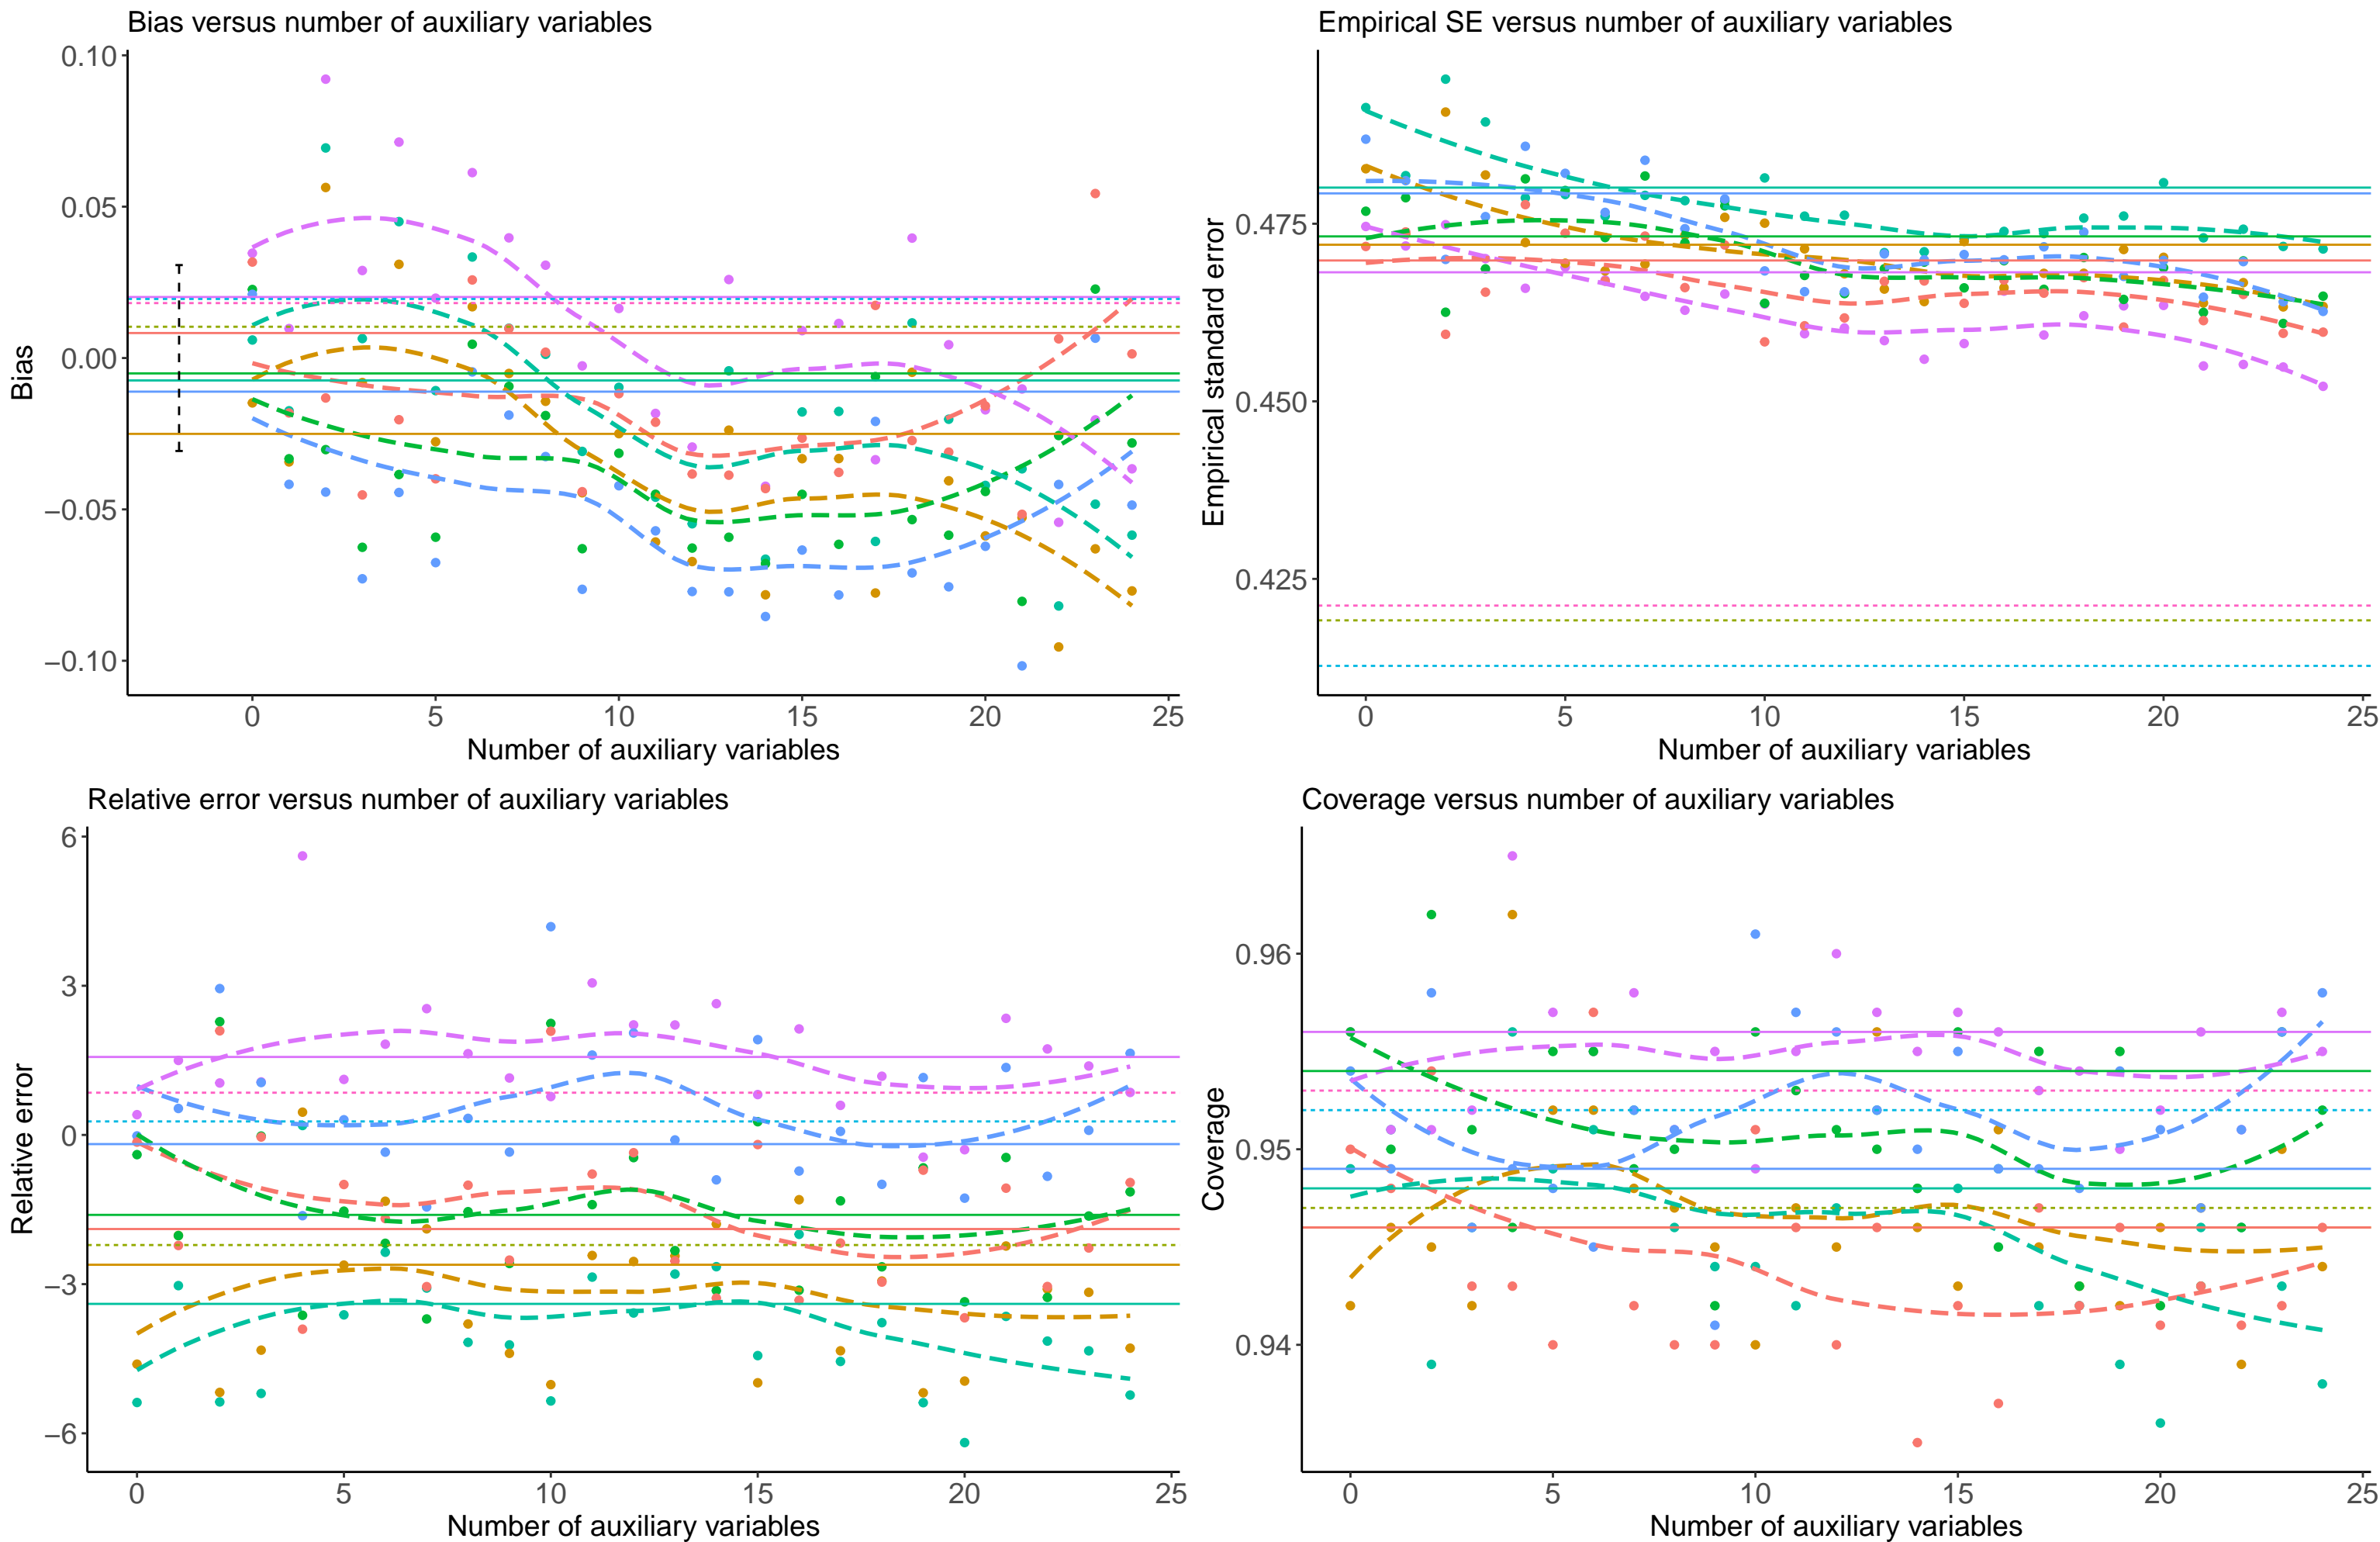 Bias versus number of auxiliary variables
0.10
0.05
0.00
−0.05
−0.10
Bias
0 5 10 15 20 25
Number of auxiliary variables
Empirical SE versus number of auxiliary variables
0.475
0.450
0.425
Empirical standard error
0 5 10 15 20 25
Number of auxiliary variables
Relative error versus number of auxiliary variables
6
3
0
−3
−6
Relative error
0 5 10 15 20 25
Number of auxiliary variables
Coverage versus number of auxiliary variables
0.96
0.95
0.94
Coverage
0 5 10 15 20 25
Number of auxiliary variables